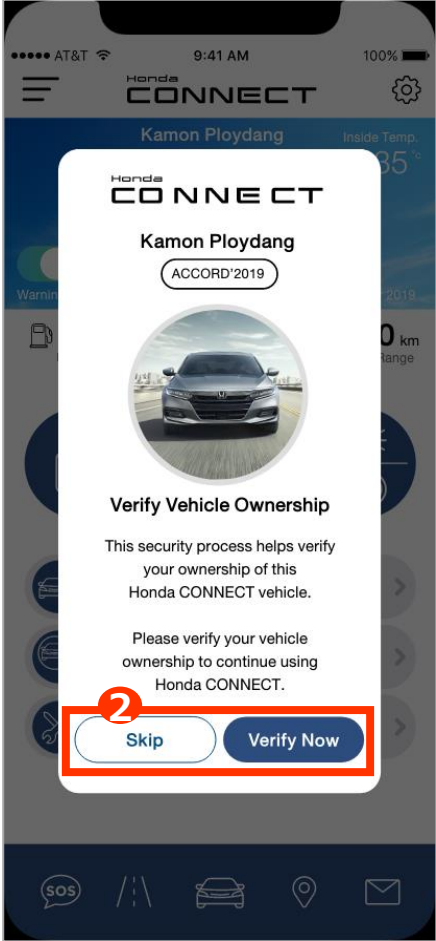 ●●●●● AT&T 9:41 AM 100%
Honda
CONNECT
Kamon Ploydang
Inside Temp.
35 °c
Honda
CONNECT
Kamon Ploydang
ACCORD'2019
Warnin
2019
0 km
Range
Verify Vehicle Ownership
This security process helps verify
your ownership of this
Honda CONNECT vehicle.
Please verify your vehicle
ownership to continue using
Honda CONNECT.
2
Skip Verify Now
SOS